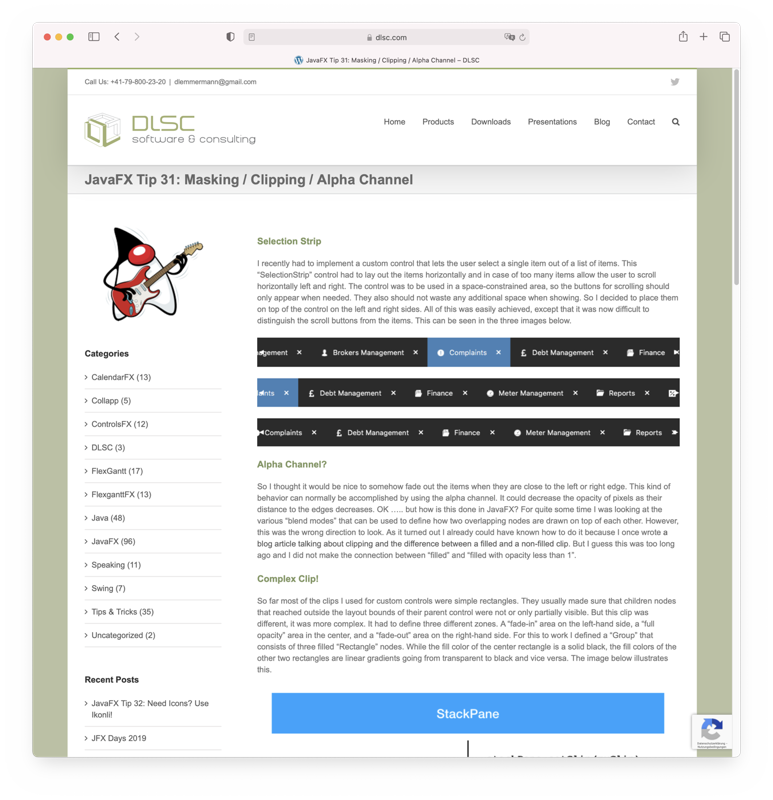 dlsc.com
JavaFX Tip 31: Masking / Clipping / Alpha Channel – DLSC
Call Us: +41-79-800-23-20 | dlemmermann@gmail.com
DLSC
software & consulting
Home Products Downloads Presentations Blog Contact
JavaFX Tip 31: Masking / Clipping / Alpha Channel
Categories
CalendarFX (13)
Collapp (5)
ControlsFX (12)
DLSC (3)
FlexGantt (17)
FlexganttFX (13)
Java (48)
JavaFX (96)
Speaking (11)
Swing (7)
Tips & Tricks (35)
Uncategorized (2)
Recent Posts
JavaFX Tip 32: Need Icons? Use
Ikonli!
JFX Days 2019
Selection Strip
I recently had to implement a custom control that lets the user select a single item out of a list of items. This
“SelectionStrip” control had to lay out the items horizontally and in case of too many items allow the user to scroll
horizontally left and right. The control was to be used in a space-constrained area, so the buttons for scrolling should
only appear when needed. They also should not waste any additional space when showing. So I decided to place them
on top of the control on the left and right sides. All of this was easily achieved, except that it was now difficult to
distinguish the scroll buttons from the items. This can be seen in the three images below.
agement Brokers Management Complaints £ Debt Management Finance
aints £ Debt Management Finance Meter Management Reports
Complaints £ Debt Management Finance Meter Management Reports
Alpha Channel?
So I thought it would be nice to somehow fade out the items when they are close to the left or right edge. This kind of
behavior can normally be accomplished by using the alpha channel. It could decrease the opacity of pixels as their
distance to the edges decreases. OK ….. but how is this done in JavaFX? For quite some time I was looking at the
various “blend modes” that can be used to define how two overlapping nodes are drawn on top of each other. However,
this was the wrong direction to look. As it turned out I already could have known how to do it because I once wrote a
blog article talking about clipping and the difference between a filled and a non-filled clip. But I guess this was too long
ago and I did not make the connection between “filled” and “filled with opacity less than 1”.
Complex Clip!
So far most of the clips I used for custom controls were simple rectangles. They usually made sure that children nodes
that reached outside the layout bounds of their parent control were not or only partially visible. But this clip was
different, it was more complex. It had to define three different zones. A “fade-in” area on the left-hand side, a “full
opacity” area in the center, and a “fade-out” area on the right-hand side. For this to work I defined a “Group” that
consists of three filled “Rectangle” nodes. While the fill color of the center rectangle is a solid black, the fill colors of the
other two rectangles are linear gradients going from transparent to black and vice versa. The image below illustrates
this.
StackPane